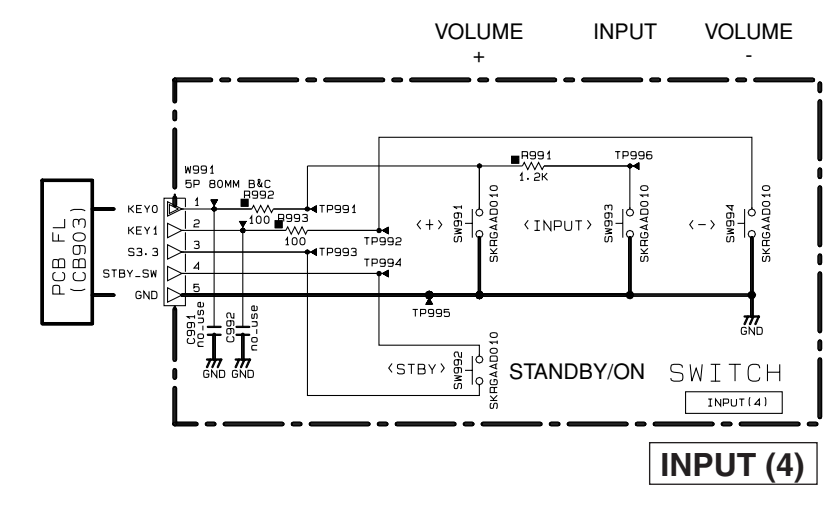 VOLUME INPUT VOLUME
+ -
W991
5P 80MM B&C
R991
1.2K
TP996
PCB FL
(CB903)
KEY0 1
R992
100
TP991
KEY1 2
R993
100
TP992
S3.3 3
TP993
STBY_SW 4
TP994
GND 5
TP995
<+>
SW991
SKRGAAD010
<INPUT>
SW993
SKRGAAD010
<->
SW994
SKRGAAD010
C991
no_use
C992
no_use
GND GND
GND
<STBY>
SW992
SKRGAAD010
STANDBY/ON
SWITCH
INPUT(4)
INPUT (4)